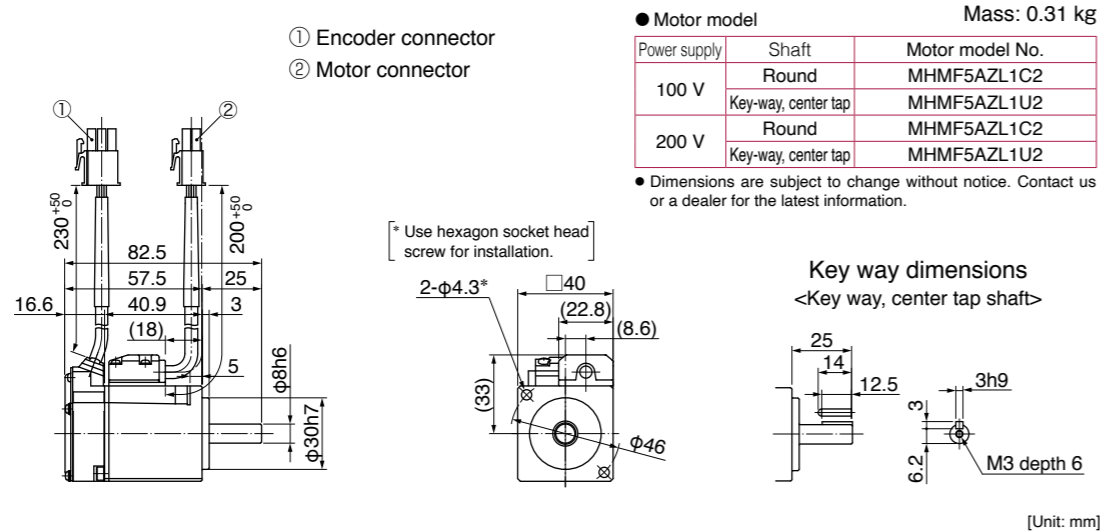 ① Encoder connector
② Motor connector
● Motor model
Mass: 0.31 kg
Power supply Shaft Motor model No.
100 V Round MHMF5AZL1C2
Key-way, center tap MHMF5AZL1U2
200 V Round MHMF5AZL1C2
Key-way, center tap MHMF5AZL1U2
● Dimensions are subject to change without notice. Contact us
or a dealer for the latest information.
① ②
230 +50 0
200 +50 0
82.5
57.5 25
16.6 40.9 3
(18)
5
ϕ8h6
ϕ30h7
* Use hexagon socket head
screw for installation.
2-ϕ4.3*
□40
(22.8)
(8.6)
(33)
ϕ46
Key way dimensions
<Key way, center tap shaft>
25
14
12.5
3h9
3
6.2
M3 depth 6
[Unit: mm]